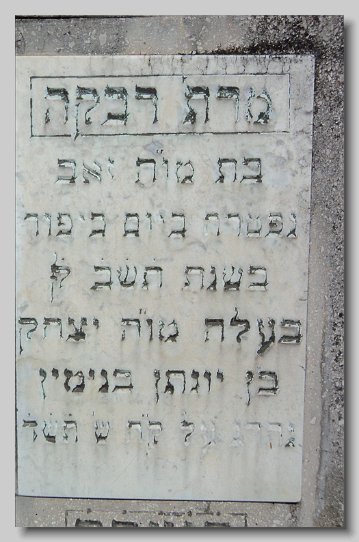 מרת רבקה
בת מו״ה זאב
נפטרה ביום כיפור
בשנת תשב ק
בעלה מו״ה יצחק
בן יונתן בנימין
נהרג על קה״ש תשד